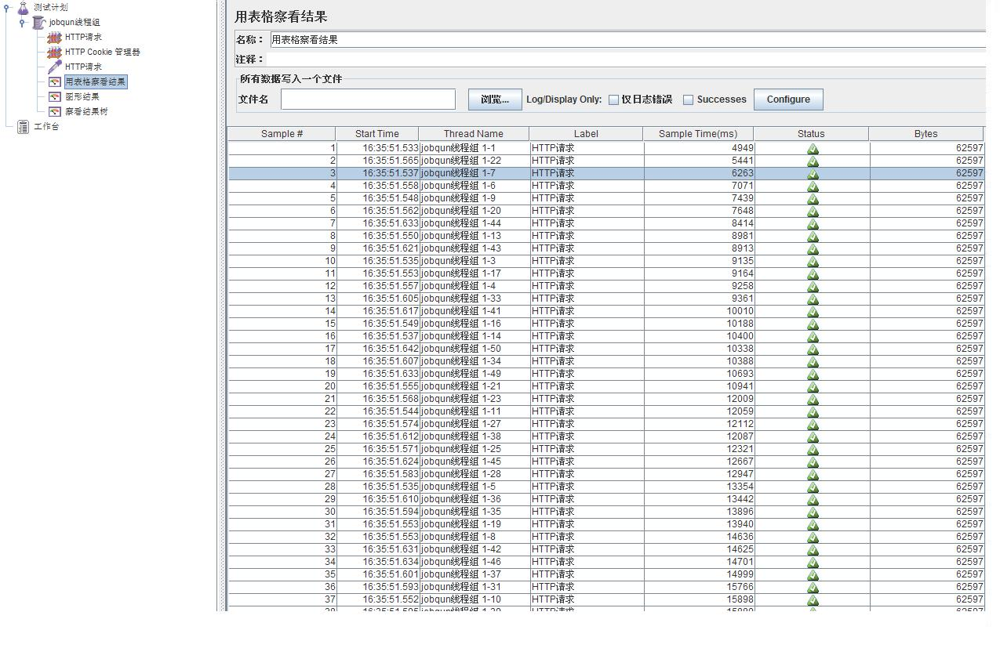 测试计划
jobqun线程组
HTTP请求
HTTP Cookie 管理器
HTTP请求
用表格察看结果
图形结果
察看结果树
工作台
用表格察看结果
名称： 用表格察看结果
注释：
所有数据写入一个文件
文件名 浏览... Log/Display Only: 仅日志错误 Successes Configure
Sample # Start Time Thread Name Label Sample Time(ms) Status Bytes
1 16:35:51.533 jobqun线程组 1-1 HTTP请求 4949 62597
2 16:35:51.565 jobqun线程组 1-22 HTTP请求 5441 62597
3 16:35:51.537 jobqun线程组 1-7 HTTP请求 6263 62597
4 16:35:51.558 jobqun线程组 1-6 HTTP请求 7071 62597
5 16:35:51.548 jobqun线程组 1-9 HTTP请求 7439 62597
6 16:35:51.562 jobqun线程组 1-20 HTTP请求 7648 62597
7 16:35:51.633 jobqun线程组 1-44 HTTP请求 8414 62597
8 16:35:51.550 jobqun线程组 1-13 HTTP请求 8981 62597
9 16:35:51.621 jobqun线程组 1-43 HTTP请求 8913 62597
10 16:35:51.535 jobqun线程组 1-3 HTTP请求 9135 62597
11 16:35:51.553 jobqun线程组 1-17 HTTP请求 9164 62597
12 16:35:51.557 jobqun线程组 1-4 HTTP请求 9258 62597
13 16:35:51.605 jobqun线程组 1-33 HTTP请求 9361 62597
14 16:35:51.617 jobqun线程组 1-41 HTTP请求 10010 62597
15 16:35:51.549 jobqun线程组 1-16 HTTP请求 10188 62597
16 16:35:51.537 jobqun线程组 1-14 HTTP请求 10400 62597
17 16:35:51.642 jobqun线程组 1-50 HTTP请求 10338 62597
18 16:35:51.607 jobqun线程组 1-34 HTTP请求 10388 62597
19 16:35:51.633 jobqun线程组 1-49 HTTP请求 10693 62597
20 16:35:51.555 jobqun线程组 1-21 HTTP请求 10941 62597
21 16:35:51.568 jobqun线程组 1-23 HTTP请求 12009 62597
22 16:35:51.544 jobqun线程组 1-11 HTTP请求 12059 62597
23 16:35:51.574 jobqun线程组 1-27 HTTP请求 12112 62597
24 16:35:51.612 jobqun线程组 1-38 HTTP请求 12087 62597
25 16:35:51.571 jobqun线程组 1-25 HTTP请求 12321 62597
26 16:35:51.624 jobqun线程组 1-45 HTTP请求 12667 62597
27 16:35:51.583 jobqun线程组 1-28 HTTP请求 12947 62597
28 16:35:51.535 jobqun线程组 1-5 HTTP请求 13354 62597
29 16:35:51.610 jobqun线程组 1-36 HTTP请求 13442 62597
30 16:35:51.594 jobqun线程组 1-35 HTTP请求 13896 62597
31 16:35:51.553 jobqun线程组 1-19 HTTP请求 13940 62597
32 16:35:51.553 jobqun线程组 1-8 HTTP请求 14636 62597
33 16:35:51.631 jobqun线程组 1-42 HTTP请求 14625 62597
34 16:35:51.634 jobqun线程组 1-46 HTTP请求 14701 62597
35 16:35:51.601 jobqun线程组 1-37 HTTP请求 14999 62597
36 16:35:51.593 jobqun线程组 1-31 HTTP请求 15766 62597
37 16:35:51.552 jobqun线程组 1-10 HTTP请求 15898 62597